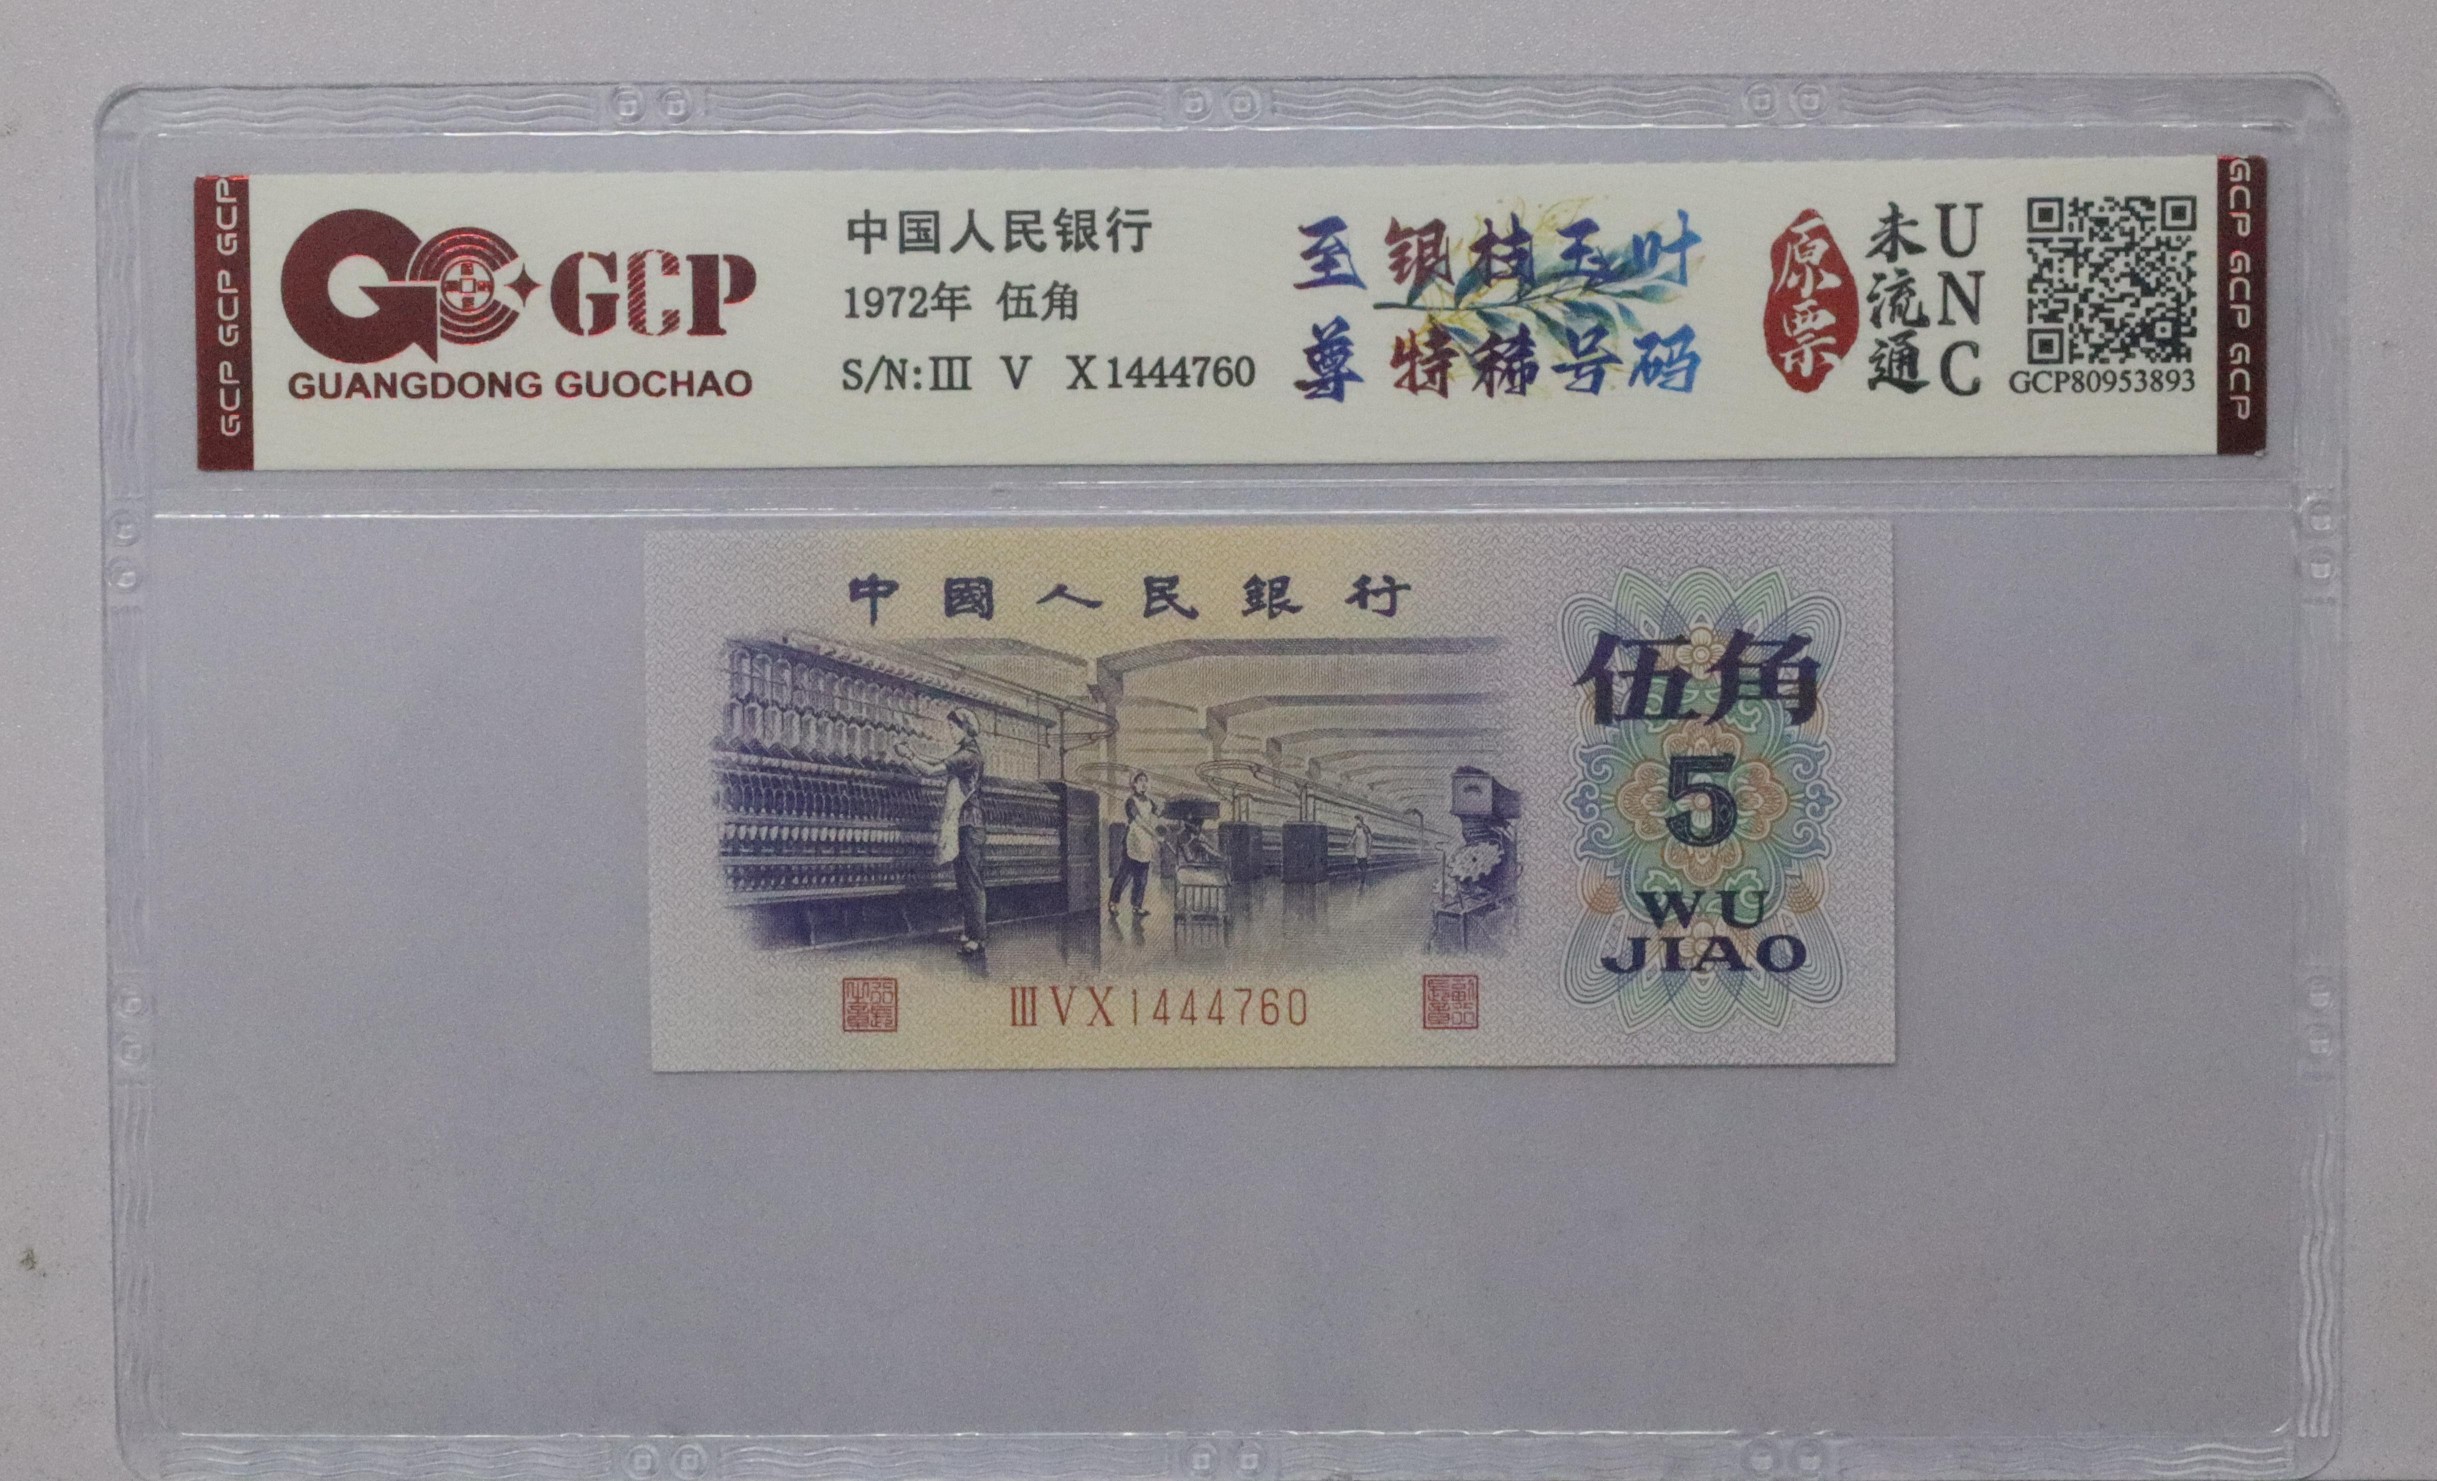 GCP GCP GCP
GCP
GUANGDONG GUOCHAO
中国人民银行
1972年 伍角
S/N:III V X1444760
至尊
银枝玉叶
特稀号码
原票
未流通
UNC
GCP80953893
GCP GCP GCP
中國人民銀行
伍角
5
WU
JIAO
III V X 1444760